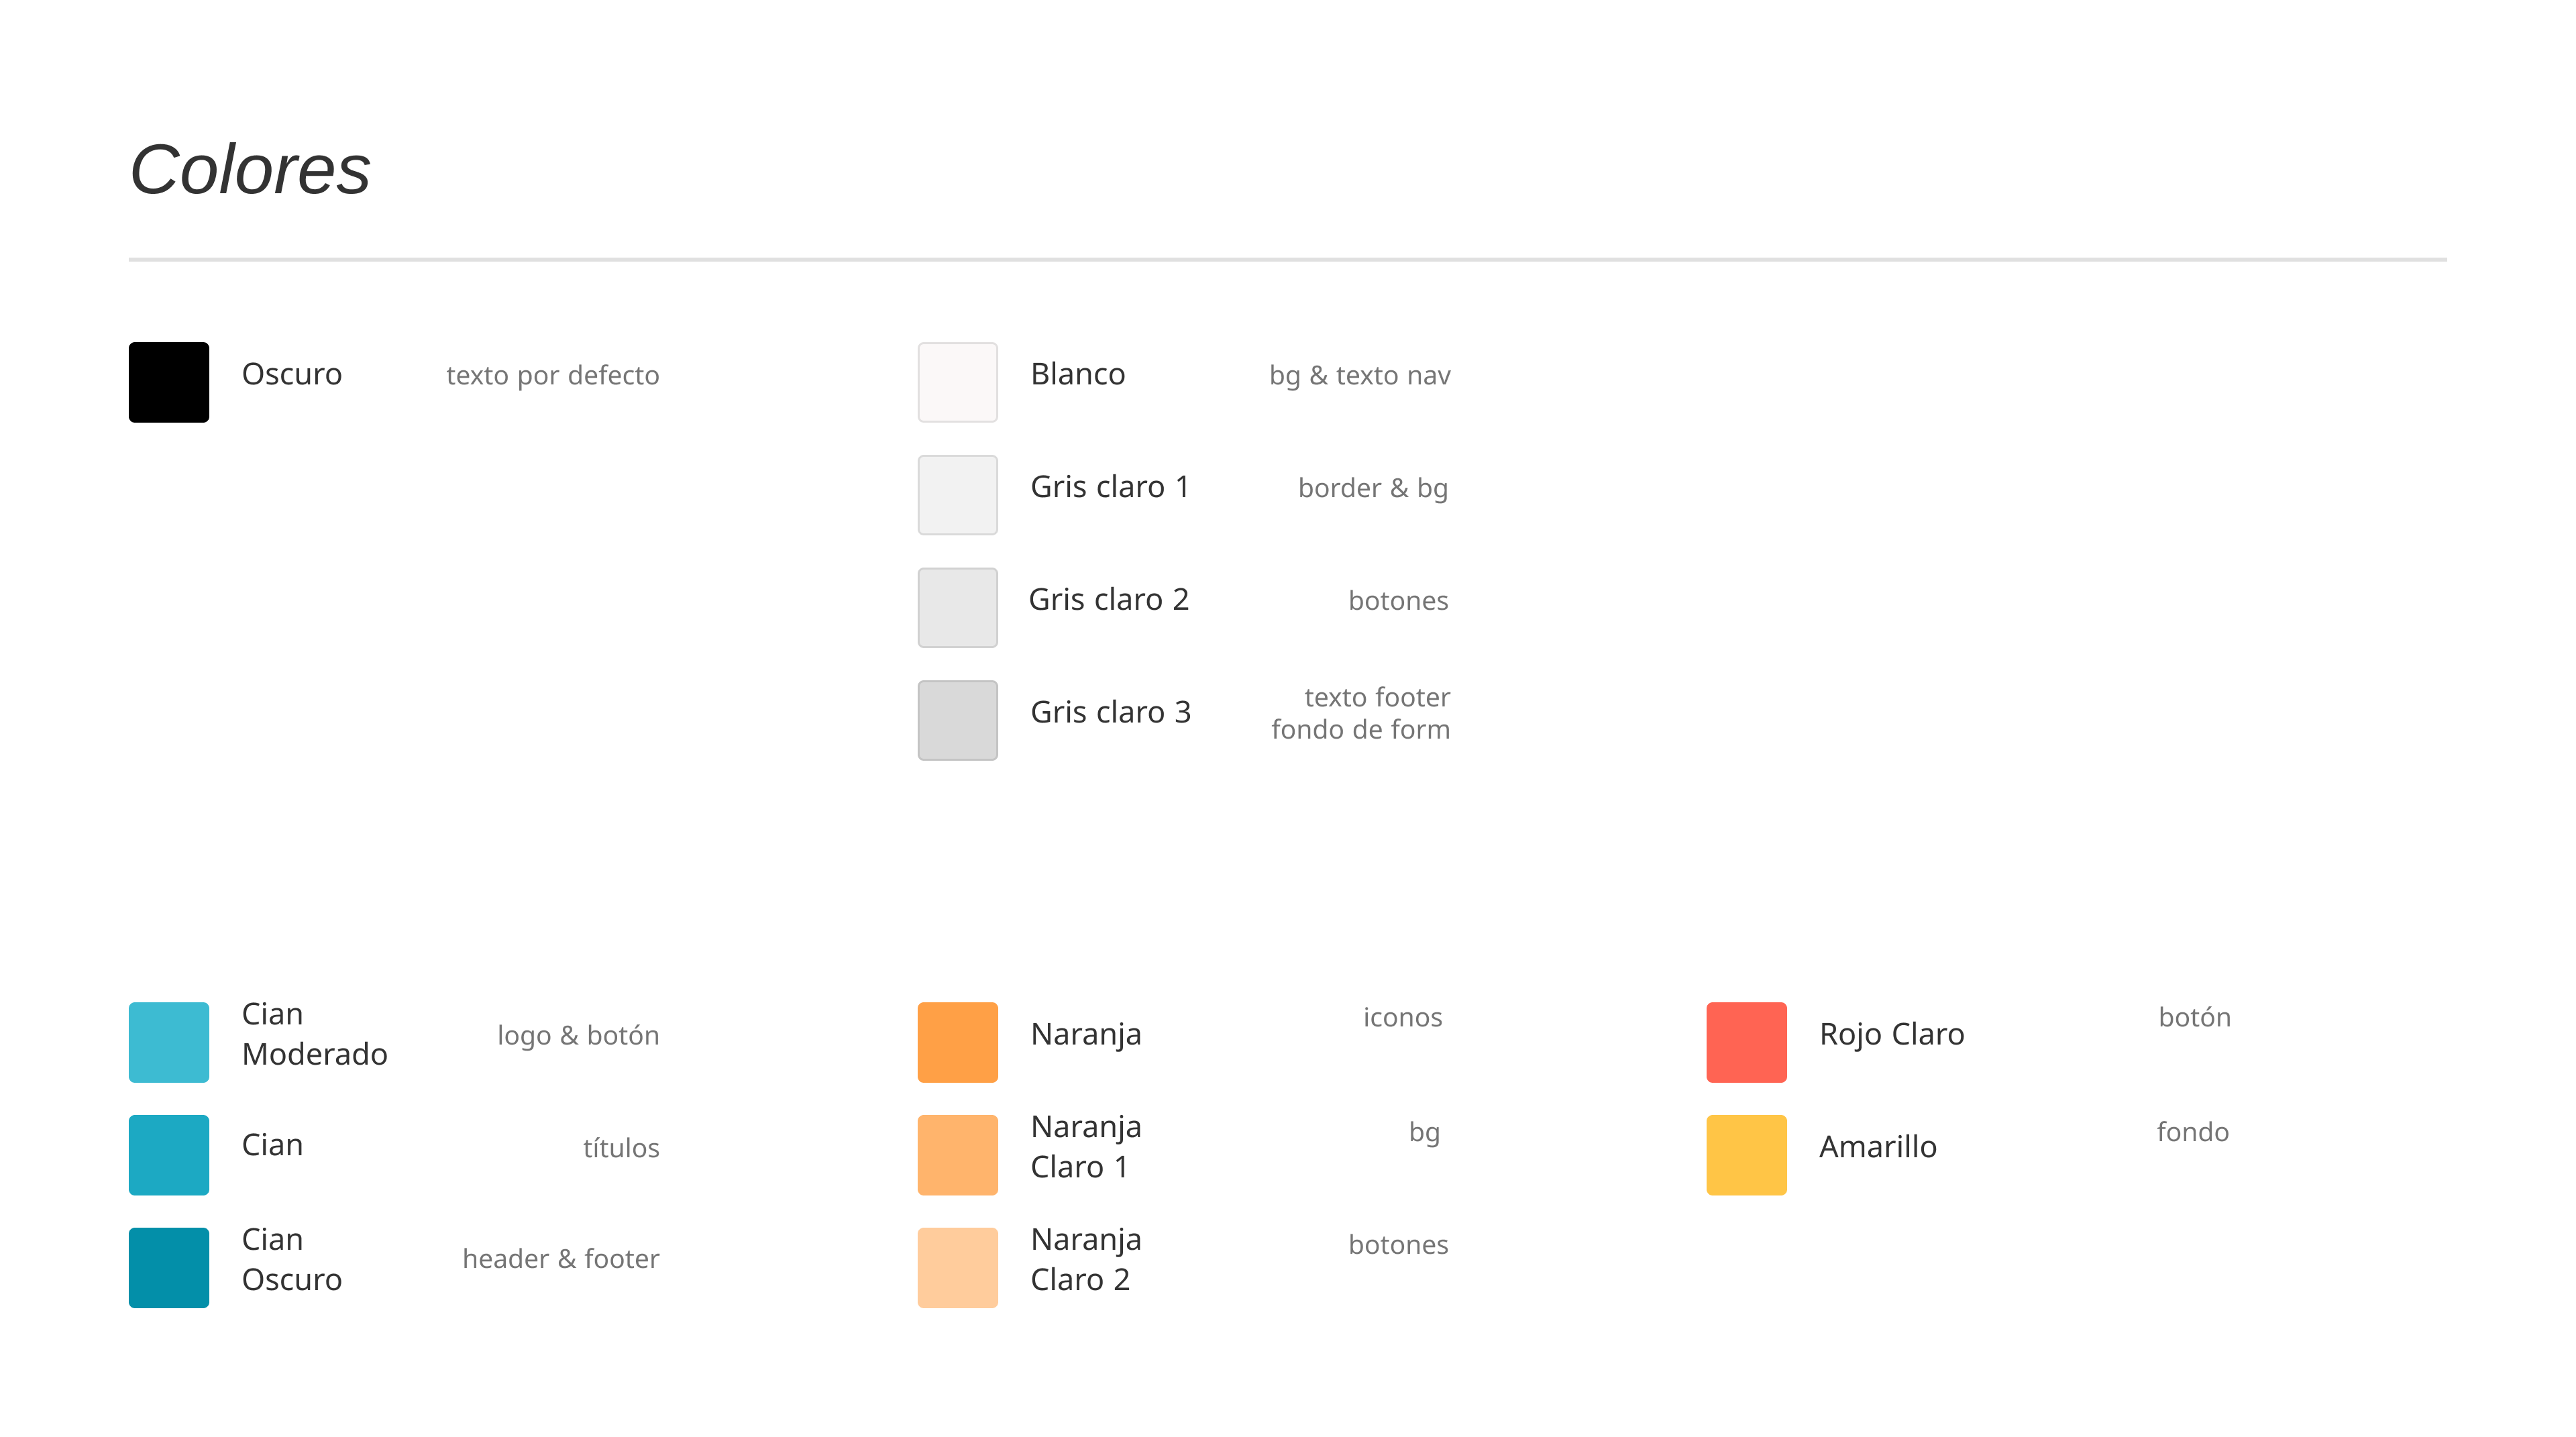 Colores
Oscuro texto por defecto
Blanco bg & texto nav
Gris claro 1 border & bg
Gris claro 2 botones
Gris claro 3 texto footer
fondo de form
Cian
Moderado logo & botón
Cian títulos
Cian
Oscuro header & footer
Naranja iconos
Naranja
Claro 1 bg
Naranja
Claro 2 botones
Rojo Claro botón
Amarillo fondo